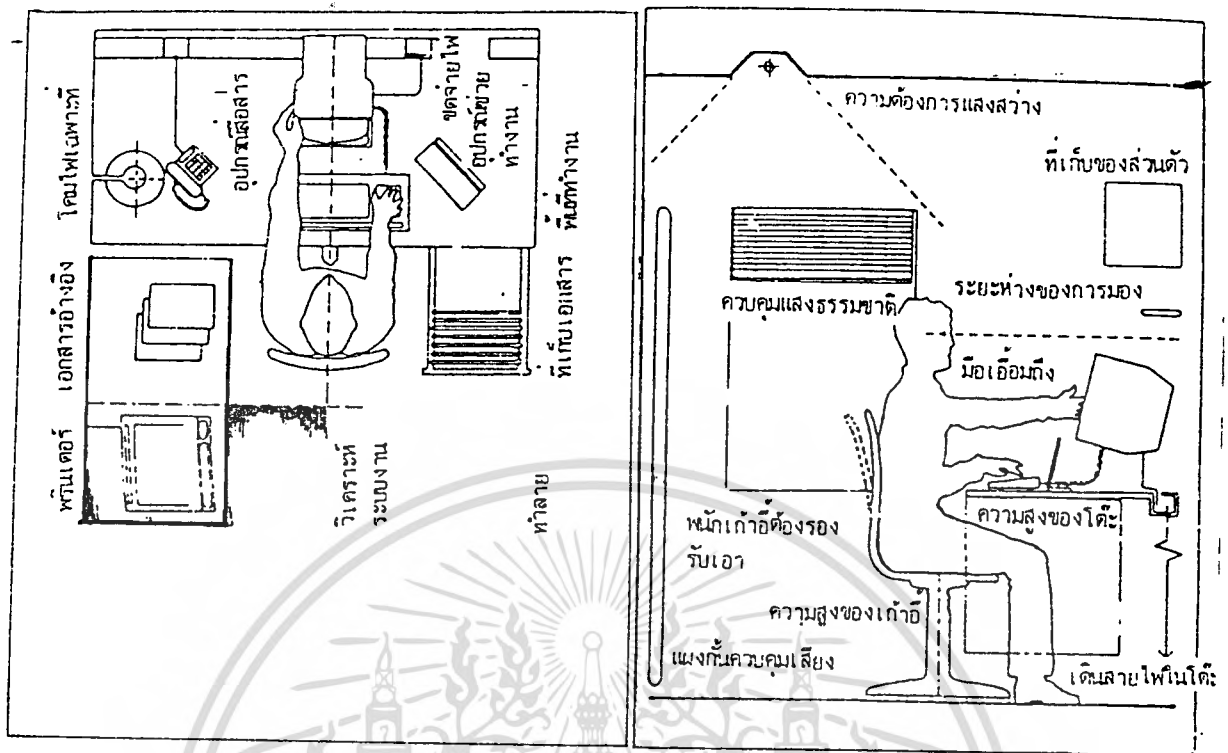 โคมไฟเฉพาะที่
อุปกรณ์สื่อสาร
ขดจ่ายไฟ
อุปกรณ์ช่วย
ทำงาน
พื้นที่ทำงาน
เอกสารอ้างอิง
ที่เก็บเอกสาร
พรินเตอร์
วิเคราะห์
ระบบงาน
ทำลาย
ความต้องการแสงสว่าง
ที่เก็บของส่วนตัว
ควบคุมแสงธรรมชาติ
ระยะห่างของการมอง
มือเอื้อมถึง
พนักเก้าอี้ต้องรอง
รับเอว
ความสูงของโต๊ะ
ความสูงของเก้าอี้
แผงกั้นควบคุมเสียง
เดินสายไฟในโต๊ะ